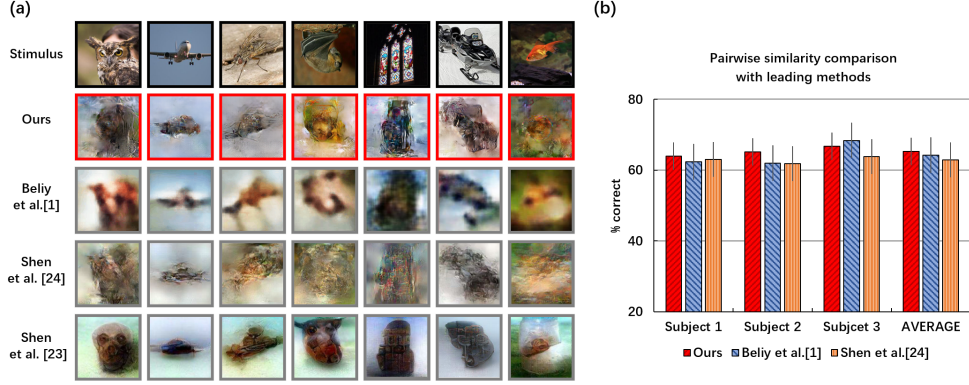 (a)
Stimulus
Ours
Beliy
et al.[1]
Shen
et al. [24]
Shen
et al. [23]
(b)
Pairwise similarity comparison
with leading methods
% correct
80
60
40
20
Subject 1
Subject 2
Subjcet 3
AVERAGE
Ours
Beliy et al.[1]
Shen et al.[24]